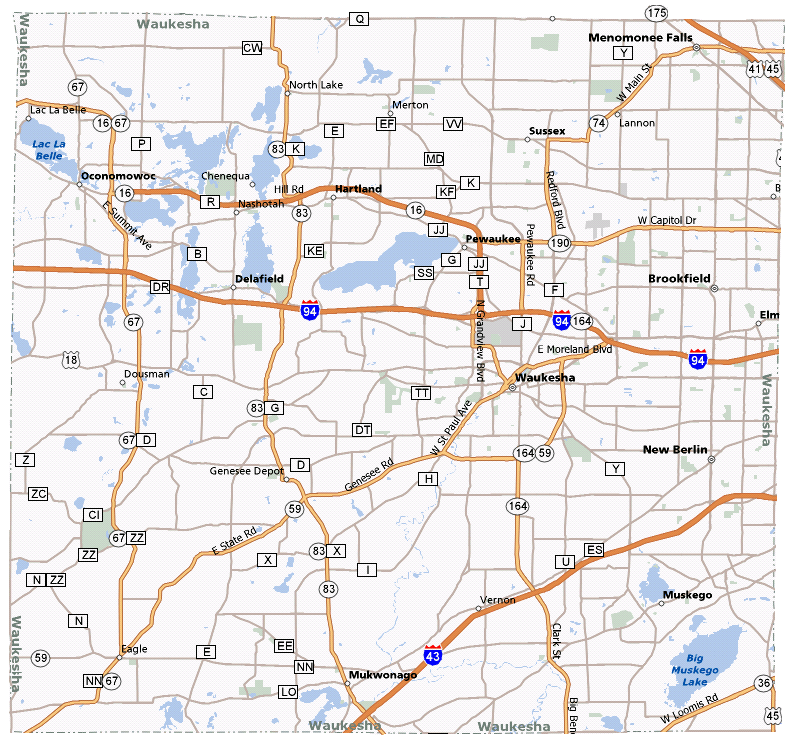 Q
175
Waukesha
Waukesha
Menomonee Falls
CW
Y
41
45
67
North Lake
W Main St
Lac La Belle
Merton
16
67
EF
VV
74
Lannon
E
Sussex
P
Lac La
Belle
83
K
MD
Oconomowoc
Chenequa
K
Hill Rd
Hartland
KF
16
R
Nashotah
Redford Blvd
B
E Summit Ave
83
16
W Capitol Dr
JJ
Pewaukee
190
Pewaukee Rd
B
KE
G
JJ
SS
DR
Delafield
T
F
Brookfield
94
N Grandview Blvd
67
J
94
164
Elm
E Moreland Blvd
18
94
Dousman
Waukesha
C
TT
Waukesha
83
G
W St Paul Ave
DT
67
D
New Berlin
Z
164
59
D
Genesee Depot
Genesee Rd
Y
H
ZC
59
164
CI
E State Rd
67
ZZ
83
X
ES
ZZ
X
U
I
N
ZZ
83
Muskego
Vernon
N
Waukesha
Clark St
EE
Eagle
E
43
59
NN
Big
Muskego
Lake
Mukwonago
NN
67
LO
36
Big Ben
W Loomis Rd
45
Waukesha
Waukesha